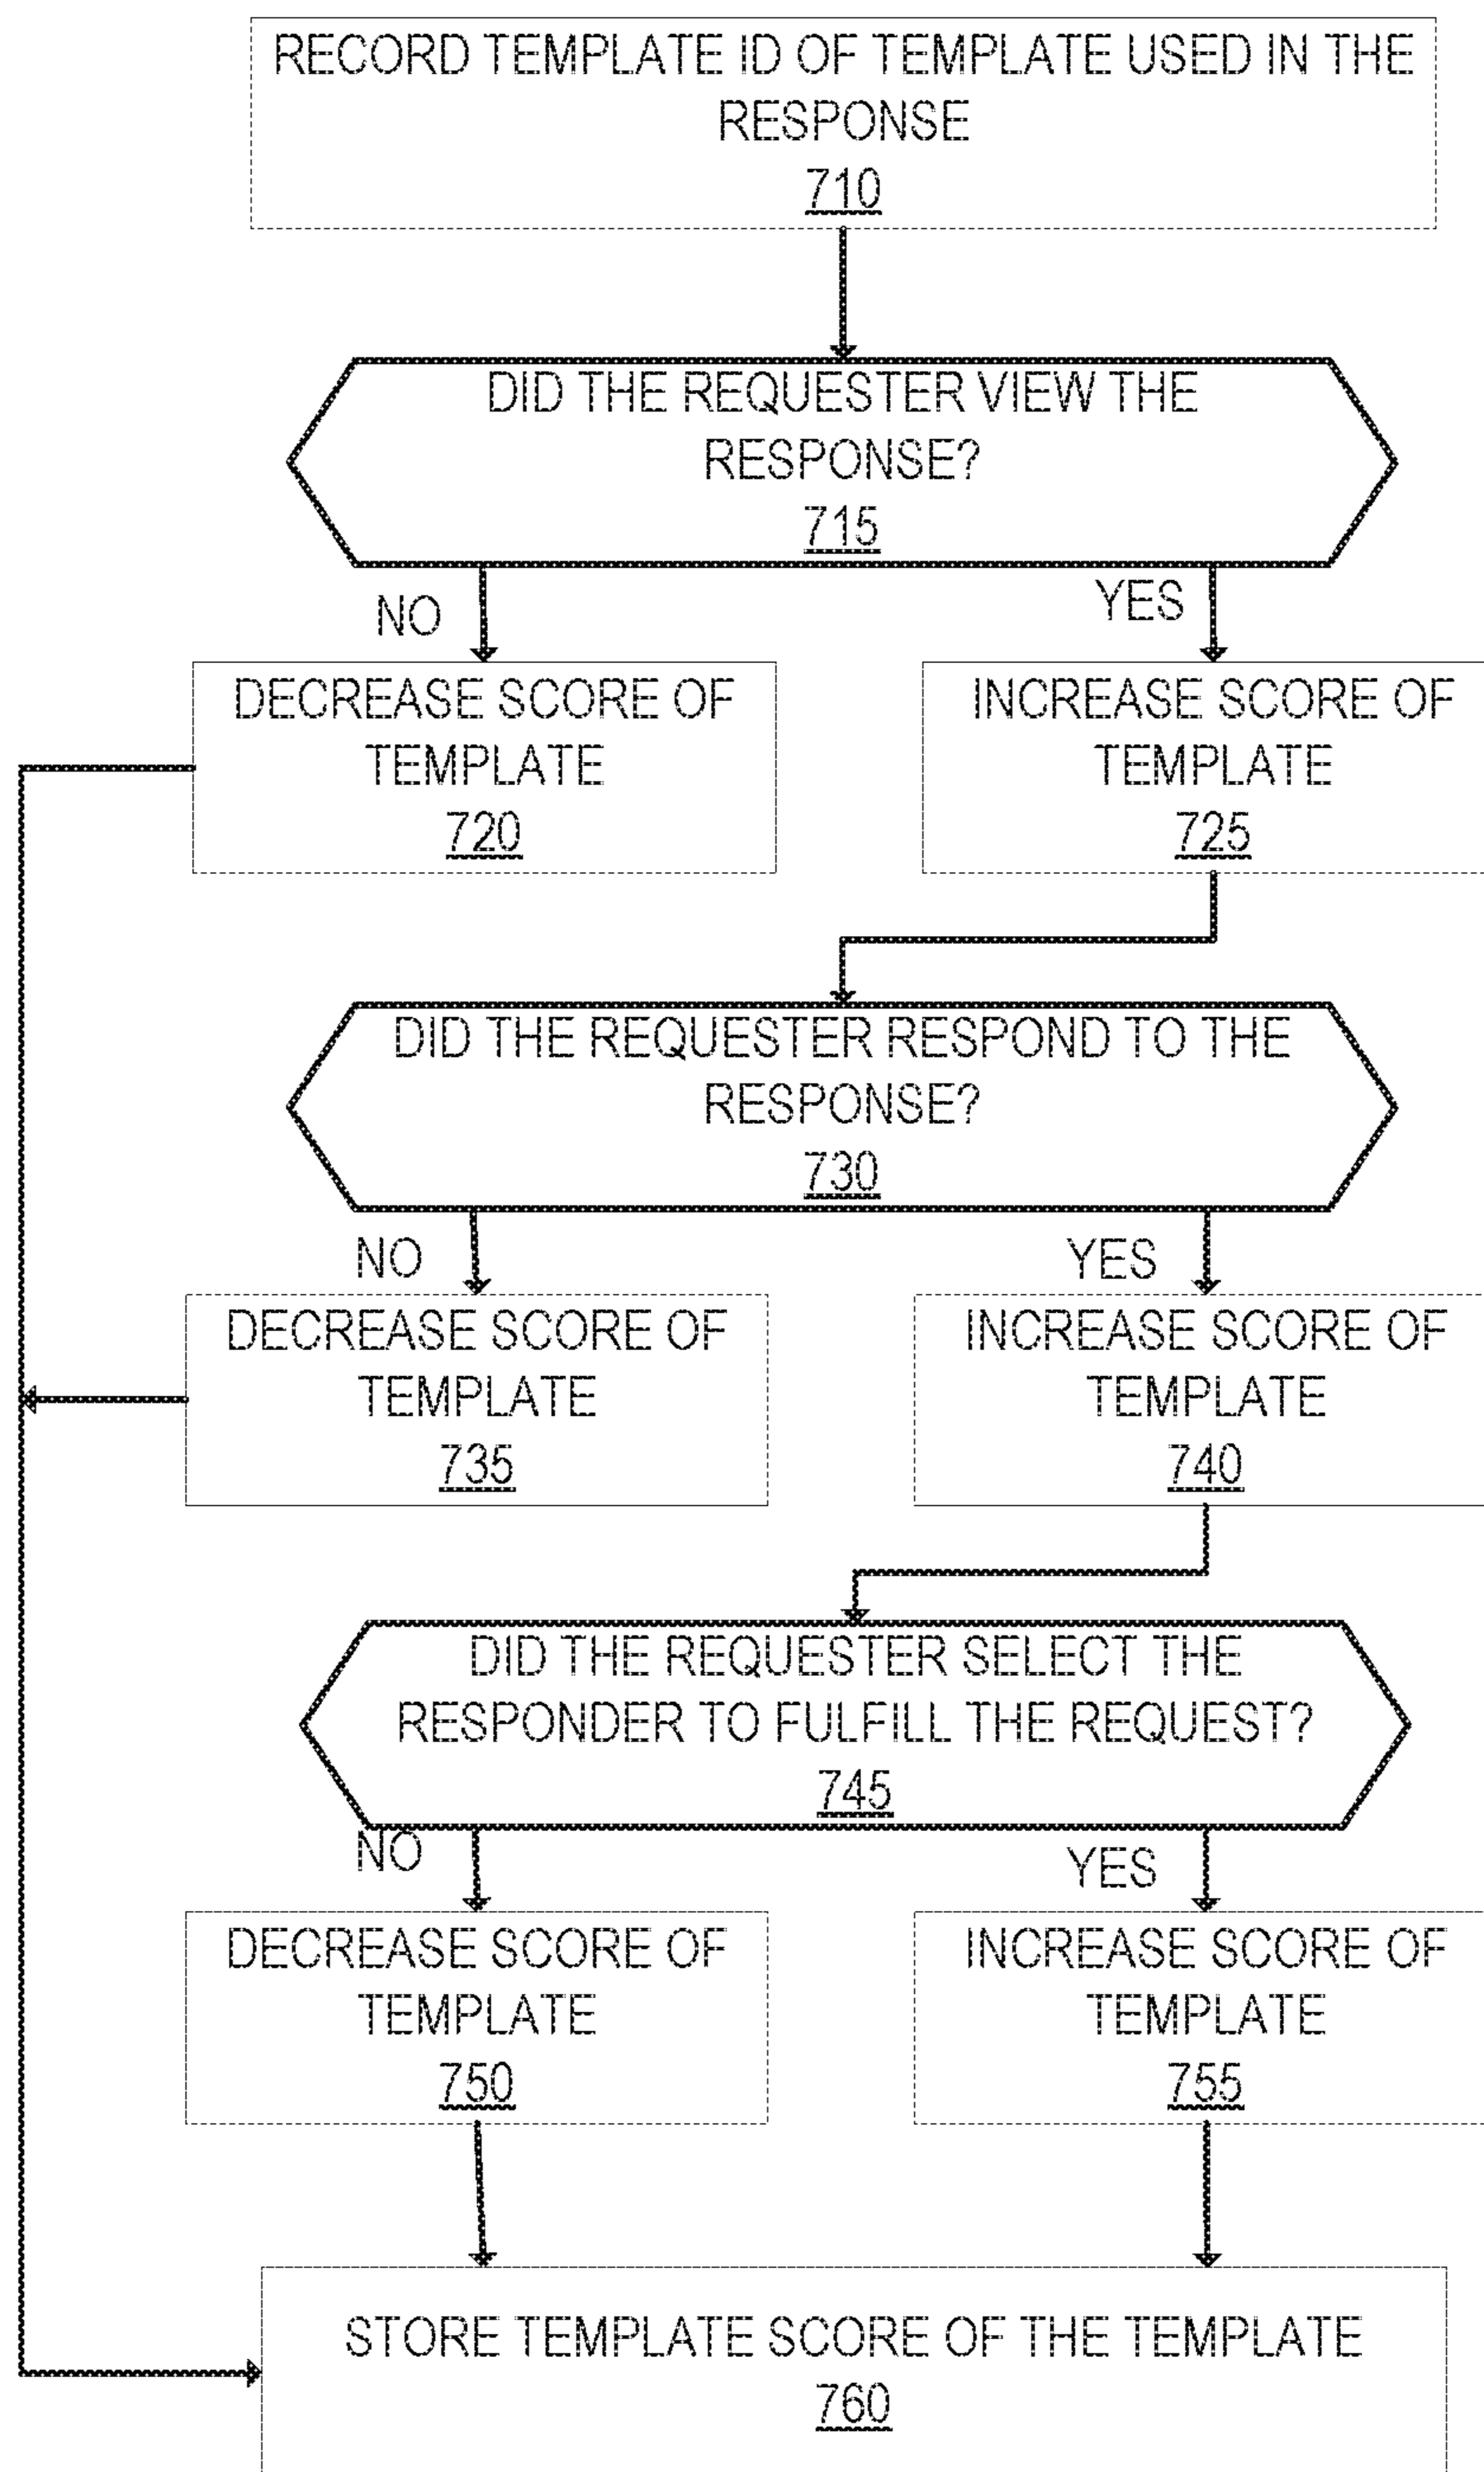 RECORD TEMPLATE ID OF TEMPLATE USED IN THE
RESPONSE
710
DID THE REQUESTER VIEW THE
RESPONSE?
715
NO
YES
DECREASE SCORE OF
TEMPLATE
720
INCREASE SCORE OF
TEMPLATE
725
DID THE REQUESTER RESPOND TO THE
RESPONSE?
730
NO
YES
DECREASE SCORE OF
TEMPLATE
735
INCREASE SCORE OF
TEMPLATE
740
DID THE REQUESTER SELECT THE
RESPONDER TO FULFILL THE REQUEST?
745
NO
YES
DECREASE SCORE OF
TEMPLATE
750
INCREASE SCORE OF
TEMPLATE
755
STORE TEMPLATE SCORE OF THE TEMPLATE
760